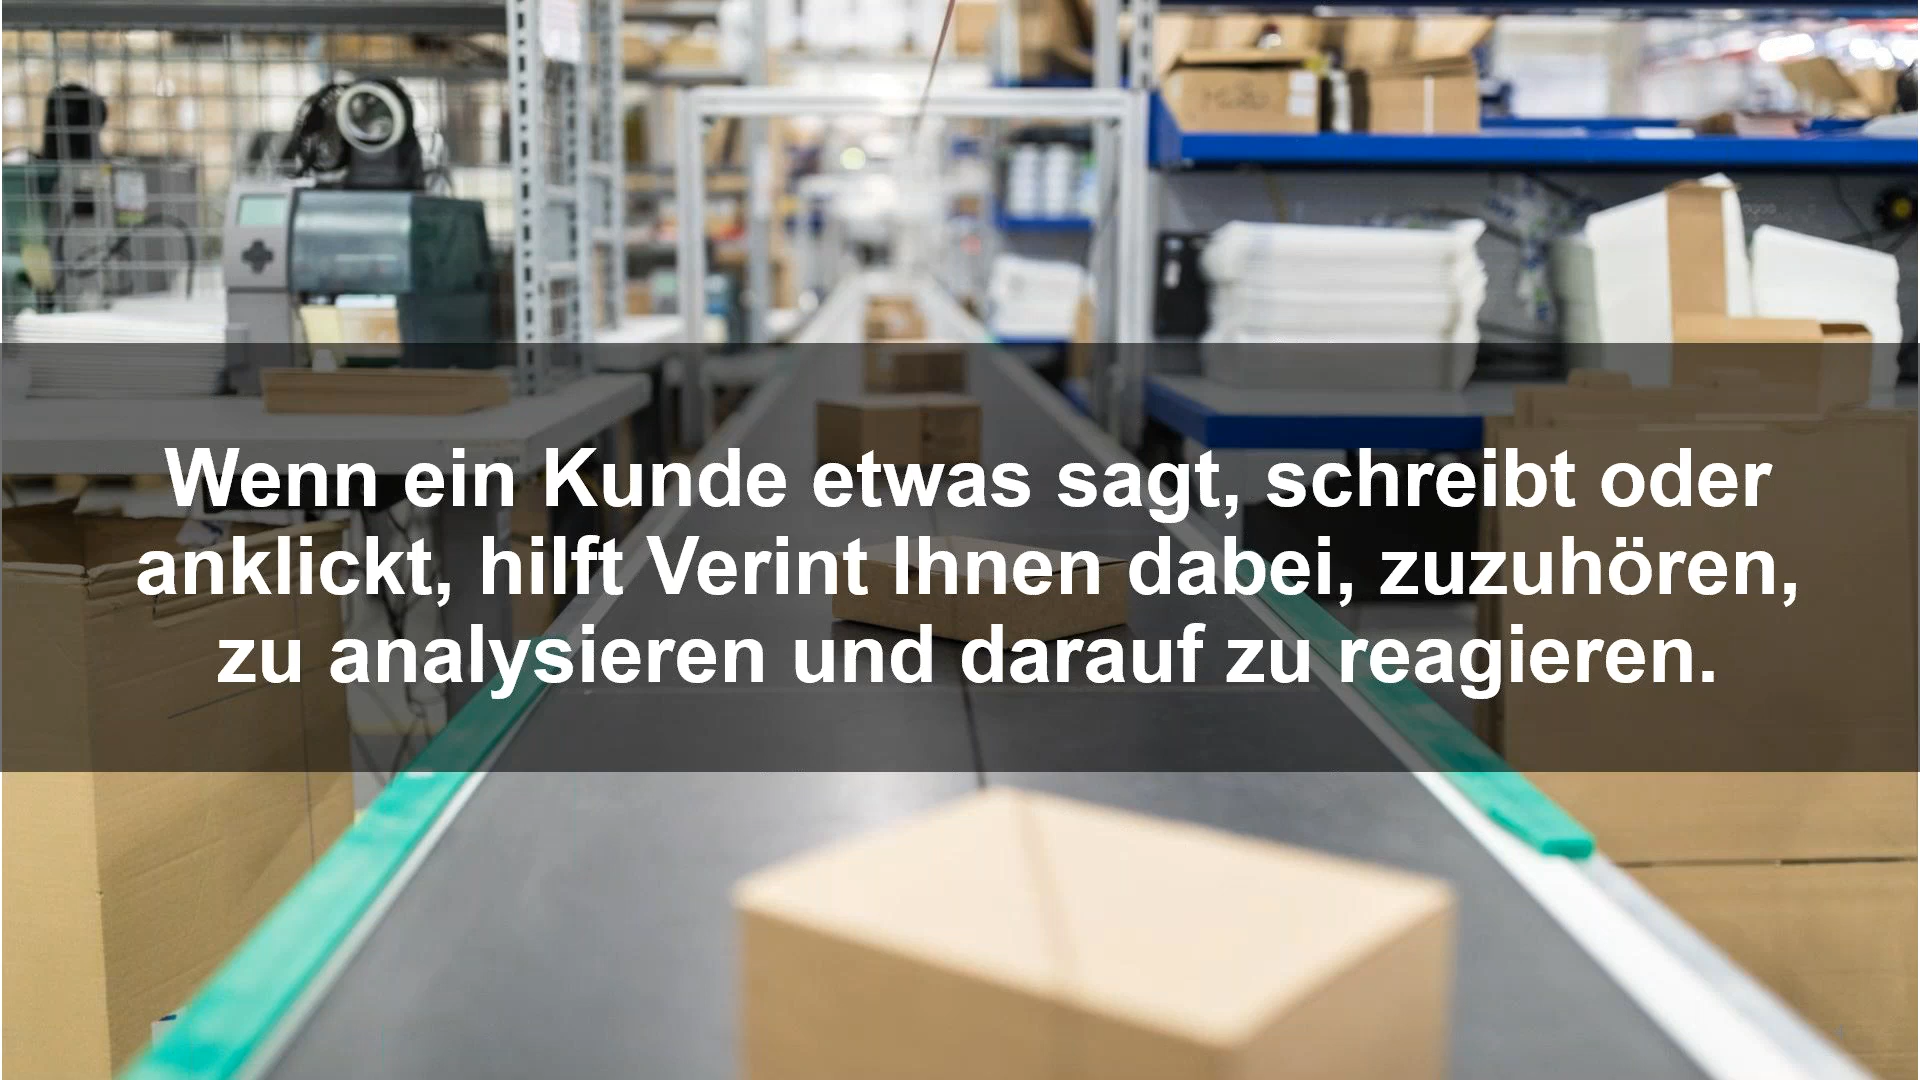 Wenn ein Kunde etwas sagt, schreibt oder
anklickt, hilft Verint Ihnen dabei, zuzuhören,
zu analysieren und darauf zu reagieren.